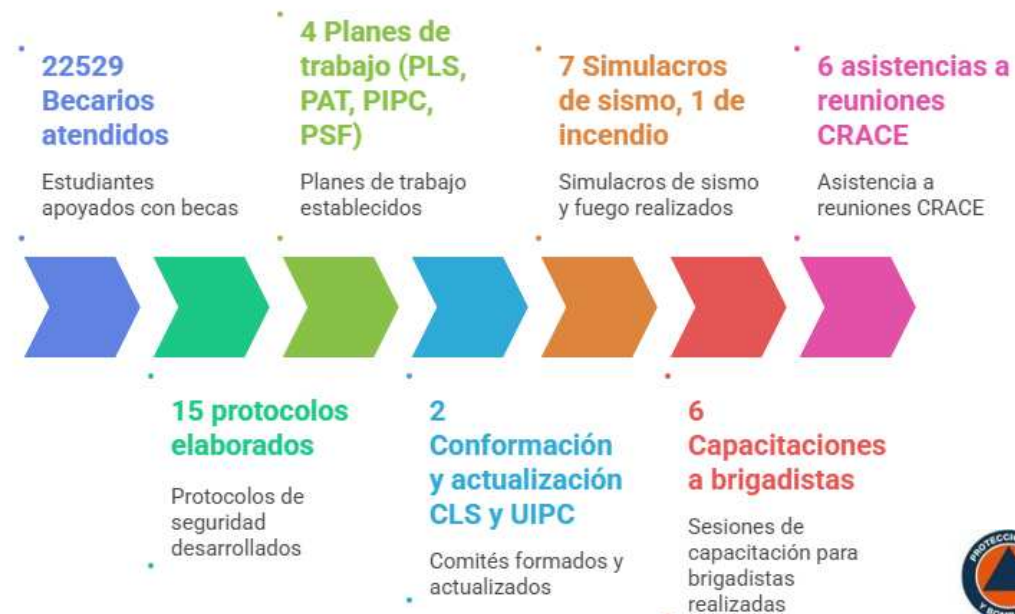 22529
Becarios
atendidos
Estudiantes
apoyados con becas
15 protocolos
elaborados
Protocolos de
seguridad
desarrollados
4 Planes de
trabajo (PLS,
PAT, PIPC,
PSF)
Planes de trabajo
establecidos
2
Conformación
y actualización
CLS y UIPC
Comités formados y
actualizados
7 Simulacros
de sismo, 1 de
incendio
Simulacros de sismo
y fuego realizados
6
Capacitaciones
a brigadistas
Sesiones de
capacitación para
brigadistas
realizadas
6 asistencias a
reuniones
CRACE
Asistencia a
reuniones CRACE